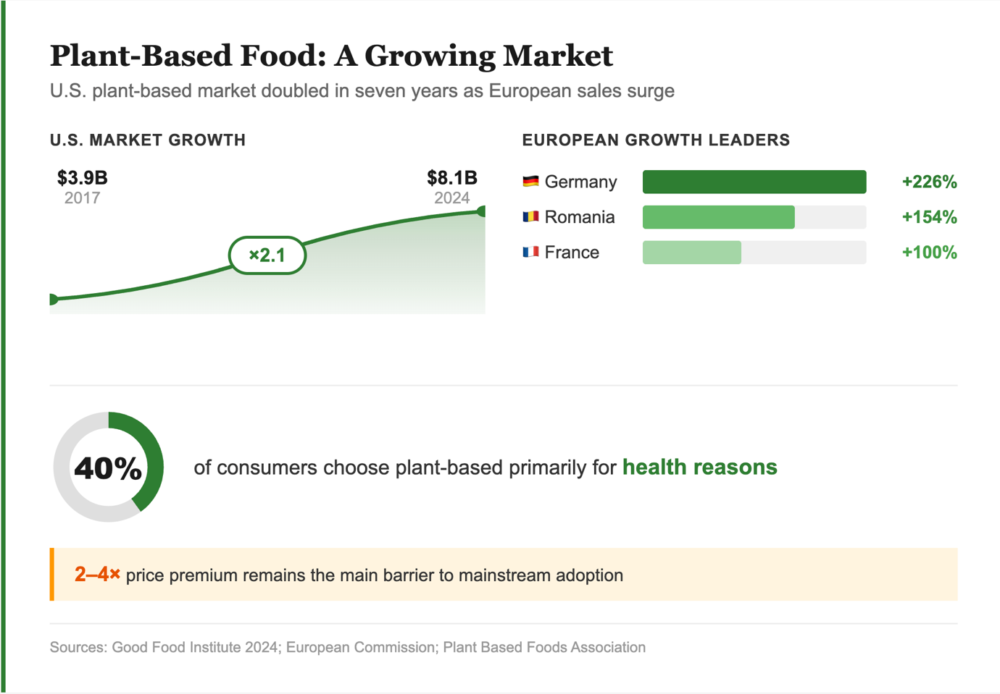 Plant-Based Food: A Growing Market
U.S. plant-based market doubled in seven years as European sales surge
U.S. MARKET GROWTH
$3.9B
2017
$8.1B
2024
×2.1
EUROPEAN GROWTH LEADERS
Germany +226%
Romania +154%
France +100%
40%
of consumers choose plant-based primarily for health reasons
2–4× price premium remains the main barrier to mainstream adoption
Sources: Good Food Institute 2024; European Commission; Plant Based Foods Association